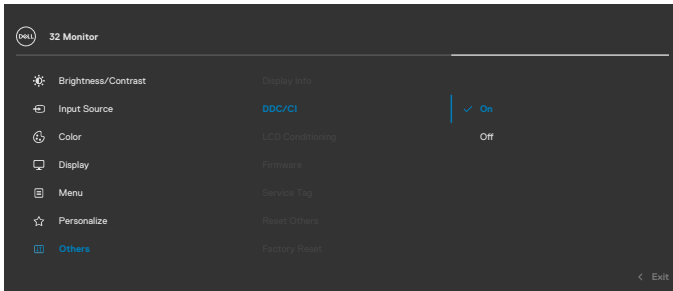 DELL
32 Monitor
Brightness/Contrast
Display Info
Input Source
DDC/CI
On
Color
LCD Conditioning
Off
Display
Firmware
Menu
Service Tag
Personalize
Reset Others
Others
Factory Reset
Exit